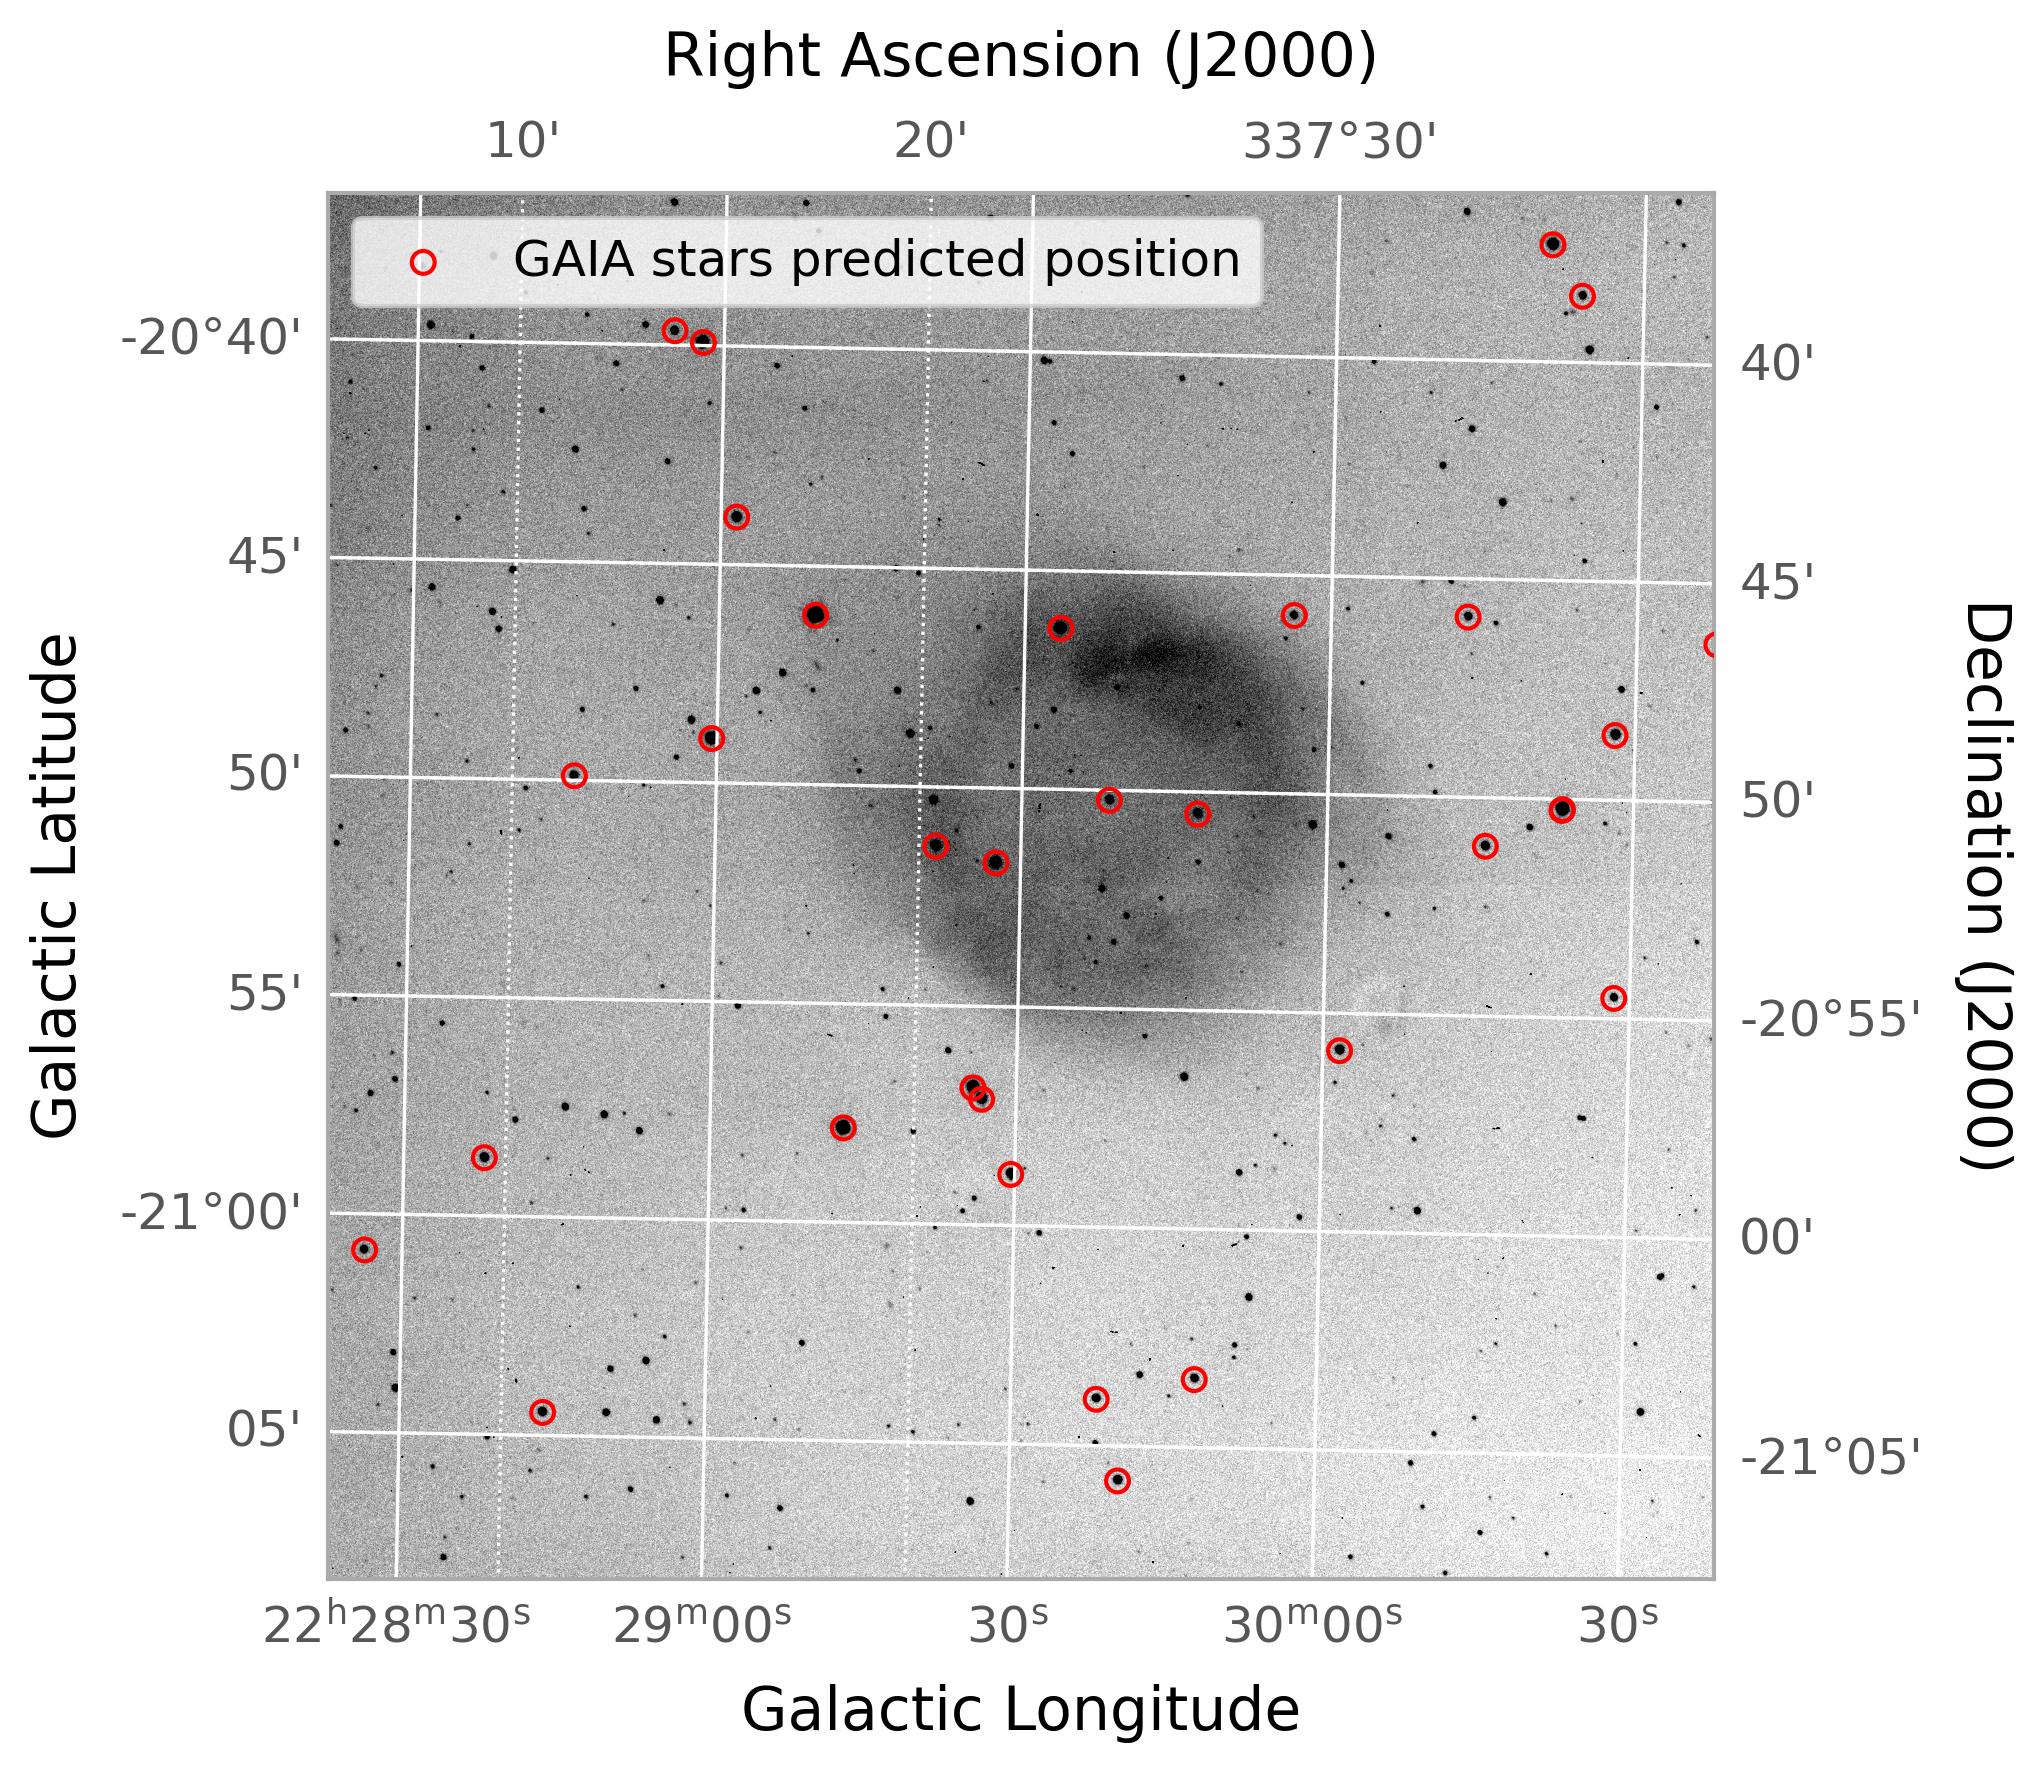 Right Ascension (J2000)
10' 20' 337°30'
GAIA stars predicted position
-20°40'
45'
50'
55'
-21°00'
05'
Galactic Latitude
40'
45'
50'
-20°55'
00'
-21°05'
Declination (J2000)
22ʰ28ᵐ30ˢ 29ᵐ00ˢ 30ˢ 30ᵐ00ˢ 30ˢ
Galactic Longitude